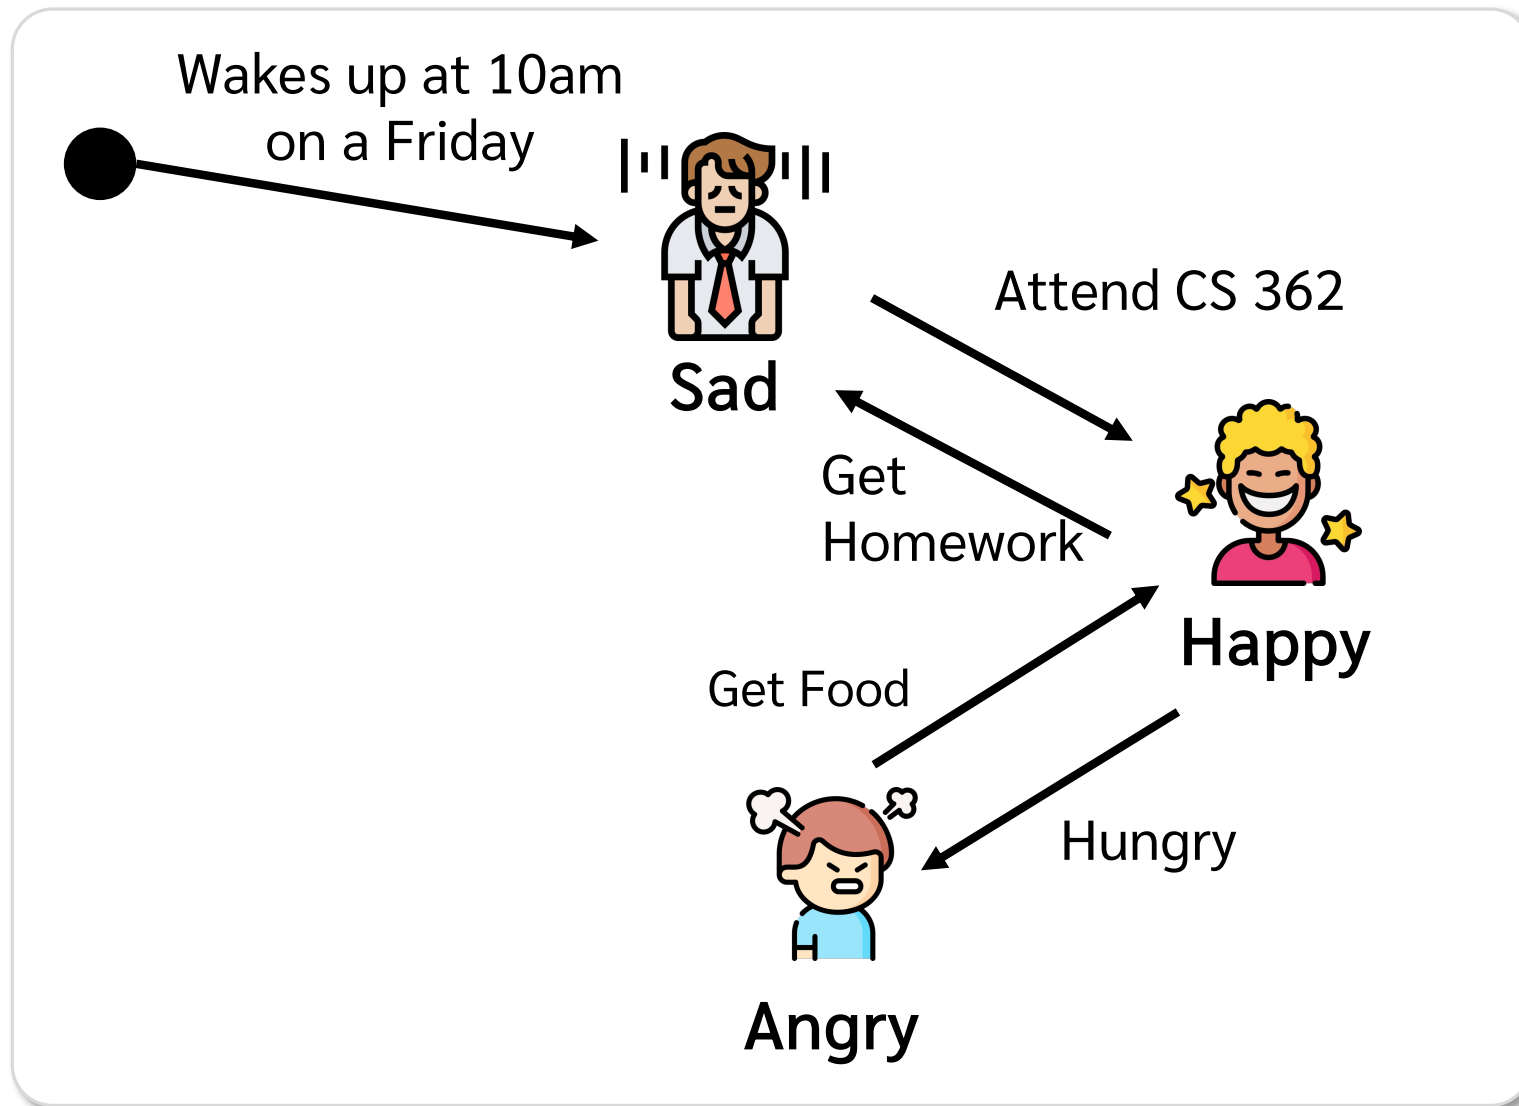 Wakes up at 10am
on a Friday
Attend CS 362
Sad
Get
Homework
Happy
Get Food
Hungry
Angry